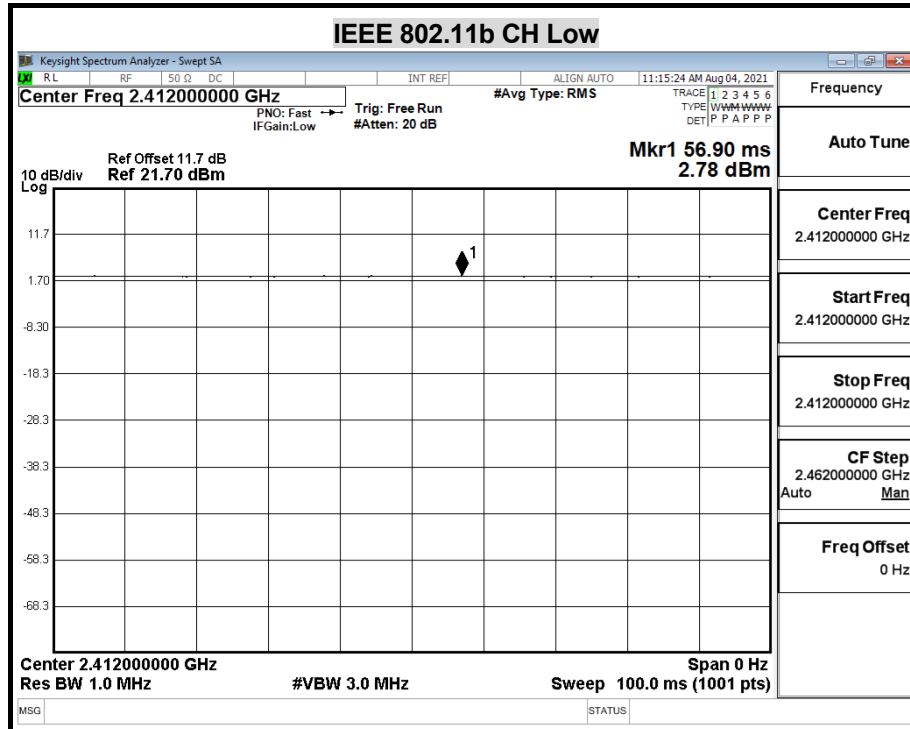 IEEE 802.11b CH Low
Keysight Spectrum Analyzer - Swept SA
LXI RL RF 50 Ω DC INT REF ALIGN AUTO 11:15:24 AM Aug 04, 2021
Center Freq 2.412000000 GHz
#Avg Type: RMS
TRACE 1 2 3 4 5 6
PNO: Fast
Trig: Free Run
TYPE WWWWWW
IFGain:Low
#Atten: 20 dB
DET P P A P P P
Mkr1 56.90 ms
2.78 dBm
Ref Offset 11.7 dB
10 dB/div Ref 21.70 dBm
Log
11.7
1
1.70
-8.30
-18.3
-28.3
-38.3
-48.3
-58.3
-68.3
Center 2.412000000 GHz Span 0 Hz
Res BW 1.0 MHz #VBW 3.0 MHz Sweep 100.0 ms (1001 pts)
MSG STATUS
Frequency
Auto Tune
Center Freq
2.412000000 GHz
Start Freq
2.412000000 GHz
Stop Freq
2.412000000 GHz
CF Step
2.462000000 GHz
Auto Man
Freq Offset
0 Hz